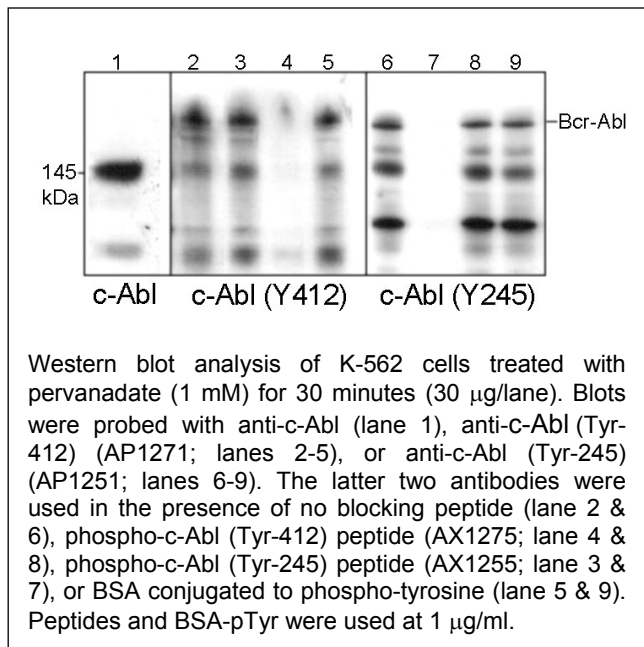 1 2 3 4 5 6 7 8 9
Bcr-Abl
145
kDa
c-Abl c-Abl (Y412) c-Abl (Y245)
Western blot analysis of K-562 cells treated with
pervanadate (1 mM) for 30 minutes (30 μg/lane). Blots
were probed with anti-c-Abl (lane 1), anti-c-Abl (Tyr-
412) (AP1271; lanes 2-5), or anti-c-Abl (Tyr-245)
(AP1251; lanes 6-9). The latter two antibodies were
used in the presence of no blocking peptide (lane 2 &
6), phospho-c-Abl (Tyr-412) peptide (AX1275; lane 4 &
8), phospho-c-Abl (Tyr-245) peptide (AX1255; lane 3 &
7), or BSA conjugated to phospho-tyrosine (lane 5 & 9).
Peptides and BSA-pTyr were used at 1 μg/ml.